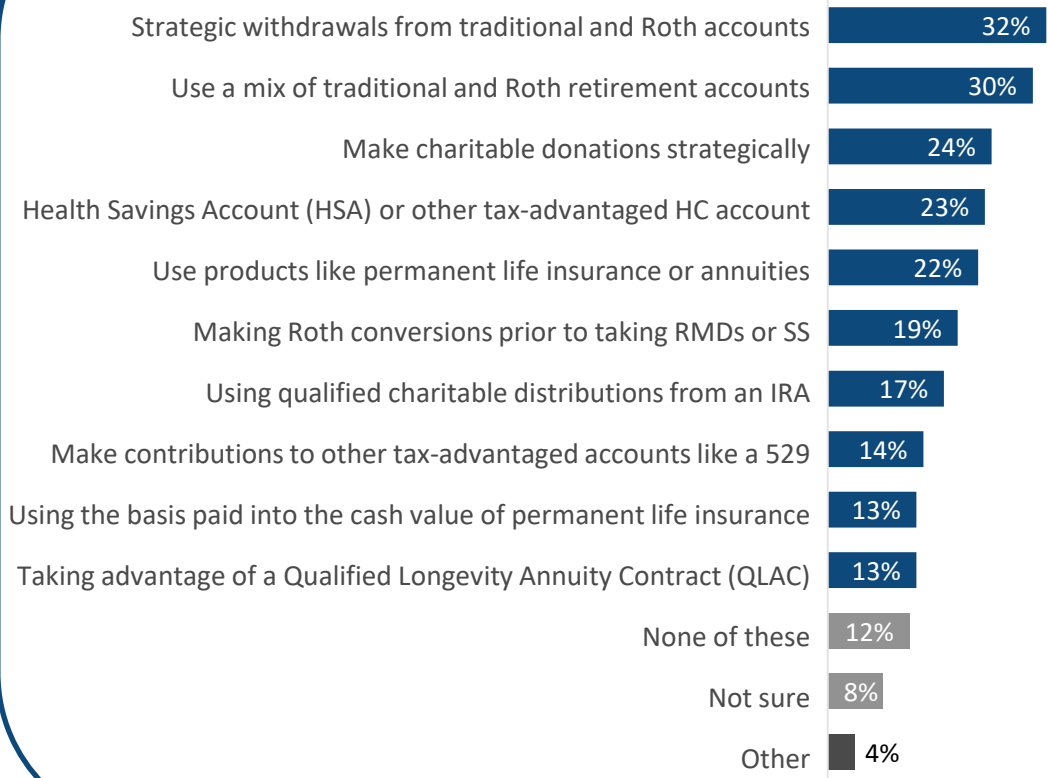 Strategic withdrawals from traditional and Roth accounts 32%
Use a mix of traditional and Roth retirement accounts 30%
Make charitable donations strategically 24%
Health Savings Account (HSA) or other tax-advantaged HC account 23%
Use products like permanent life insurance or annuities 22%
Making Roth conversions prior to taking RMDs or SS 19%
Using qualified charitable distributions from an IRA 17%
Make contributions to other tax-advantaged accounts like a 529 14%
Using the basis paid into the cash value of permanent life insurance 13%
Taking advantage of a Qualified Longevity Annuity Contract (QLAC) 13%
None of these 12%
Not sure 8%
Other 4%